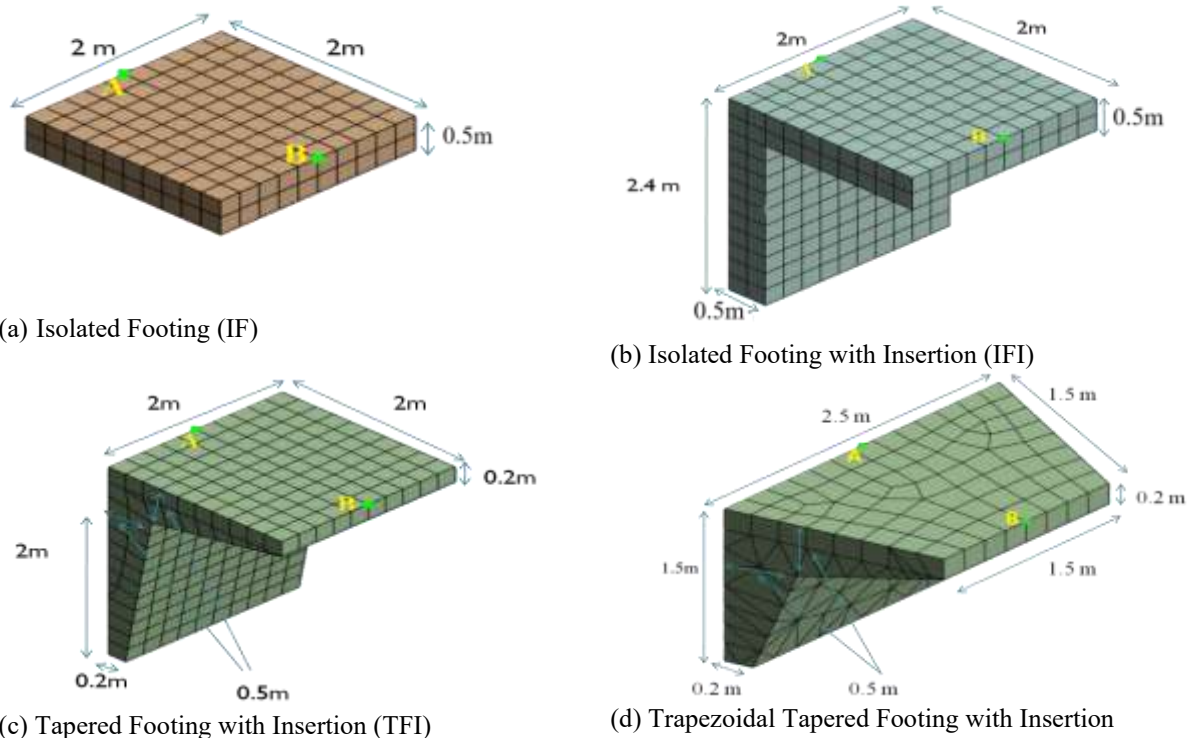 2 m
2m
A
B
0.5m
(a) Isolated Footing (IF)
2m
2m
A
B
0.5m
2.4 m
0.5m
(b) Isolated Footing with Insertion (IFI)
2m
2m
A
B
0.2m
2m
0.2m
0.5m
(c) Tapered Footing with Insertion (TFI)
2.5 m
1.5 m
A
B
0.2 m
1.5m
1.5 m
0.2 m
0.5 m
(d) Trapezoidal Tapered Footing with Insertion